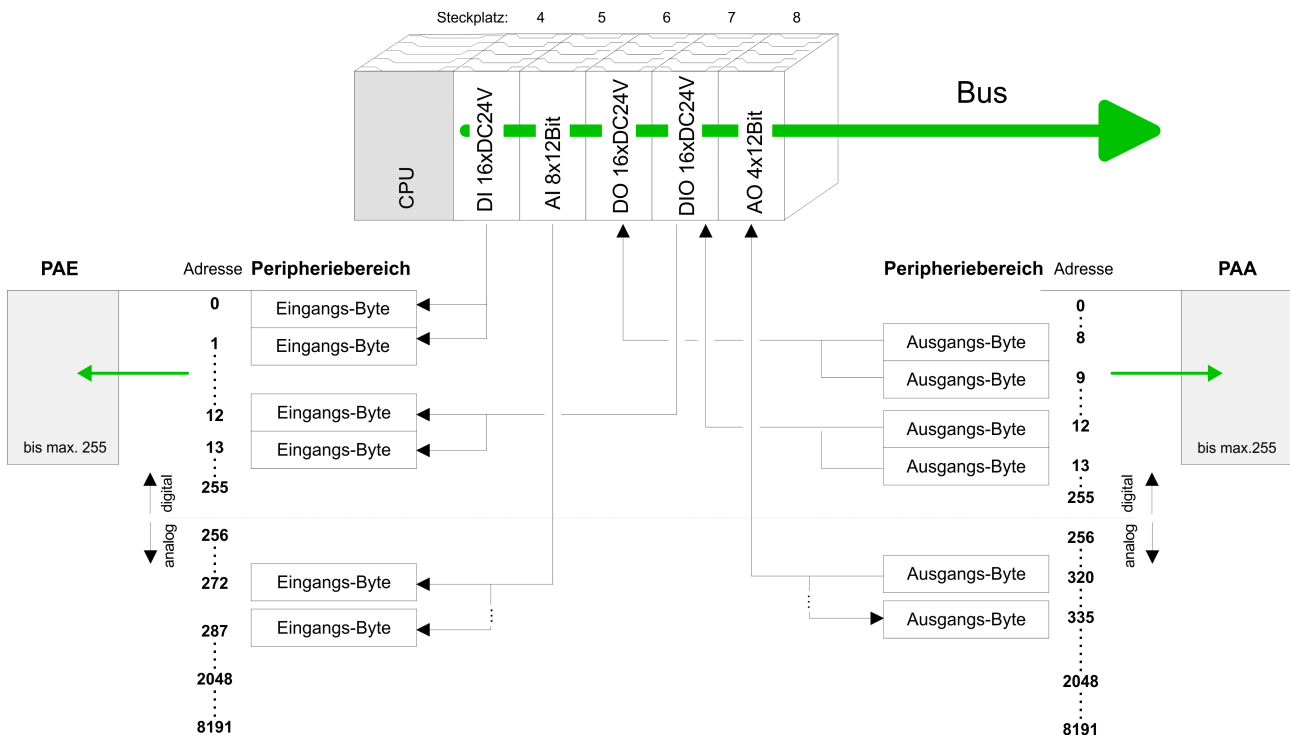 Steckplatz: 4 5 6 7 8
CPU
DI 16xDC24V
AI 8x12Bit
DO 16xDC24V
DIO 16xDC24V
AO 4x12Bit
Bus
PAE
Adresse Peripheriebereich
0 Eingangs-Byte
1 Eingangs-Byte
12 Eingangs-Byte
13 Eingangs-Byte
bis max. 255
255
digital
analog
256
272 Eingangs-Byte
287 Eingangs-Byte
2048
8191
Peripheriebereich Adresse
PAA
0
Ausgangs-Byte 8
Ausgangs-Byte 9
Ausgangs-Byte 12
Ausgangs-Byte 13
bis max.255
255
digital
analog
256
Ausgangs-Byte 320
Ausgangs-Byte 335
2048
8191